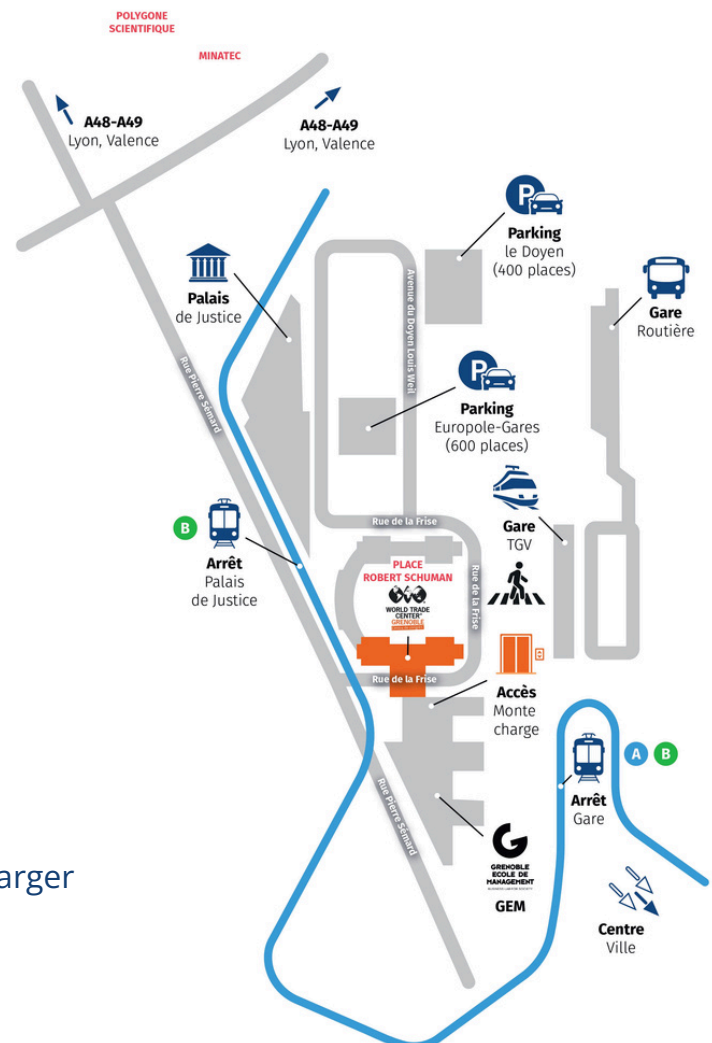 POLYGONE
SCIENTIFIQUE
MINATEC
A48-A49
Lyon, Valence
A48-A49
Lyon, Valence
P
Parking
le Doyen
(400 places)
Palais
de Justice
Gare
Routière
Avenue du Doyen Louis Weil
Rue Pierre Sémard
P
Parking
Europole-Gares
(600 places)
Gare
TGV
Rue de la Frise
B
Arrêt
Palais
de Justice
PLACE
ROBERT SCHUMAN
WORLD TRADE
CENTER®
GRENOBLE
Rue de la Frise
Rue de la Frise
Accès
Monte
charge
A B
Arrêt
Gare
Rue Pierre Sémard
arger
GRENOBLE
ECOLE DE
MANAGEMENT
GEM
Centre
Ville